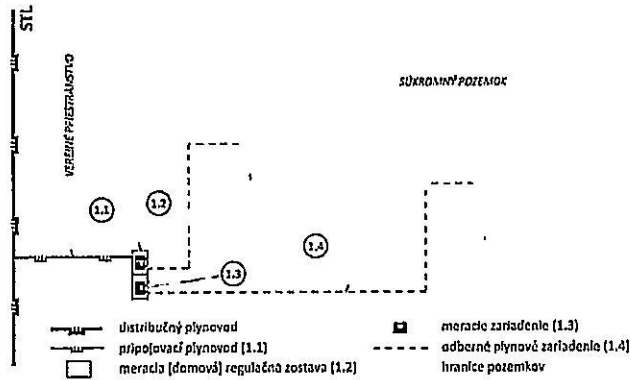 STL
VEREJNÉ PRIESTRANSTVO
SÚKROMNÝ POZEMOK
1.1
1.2
1.3
1.4
distribučný plynovod
pripojovací plynovod (1.1)
meracia (domová) regulačná zostava (1.2)
meracie zariadenie (1.3)
odberné plynové zariadenie (1.4)
hranice pozemkov